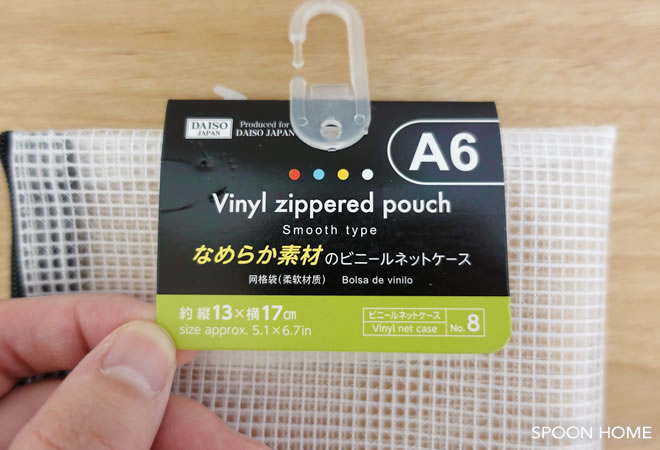 DAISO
JAPAN
Produced for
DAISO JAPAN
A6
Vinyl zippered pouch
Smooth type
なめらか素材のビニールネットケース
网格袋(柔软材质) Bolsa de vinilo
約 縦13×横17㎝
size approx. 5.1×6.7in
ビニールネットケース
Vinyl net case
No.8
SPOON HOME